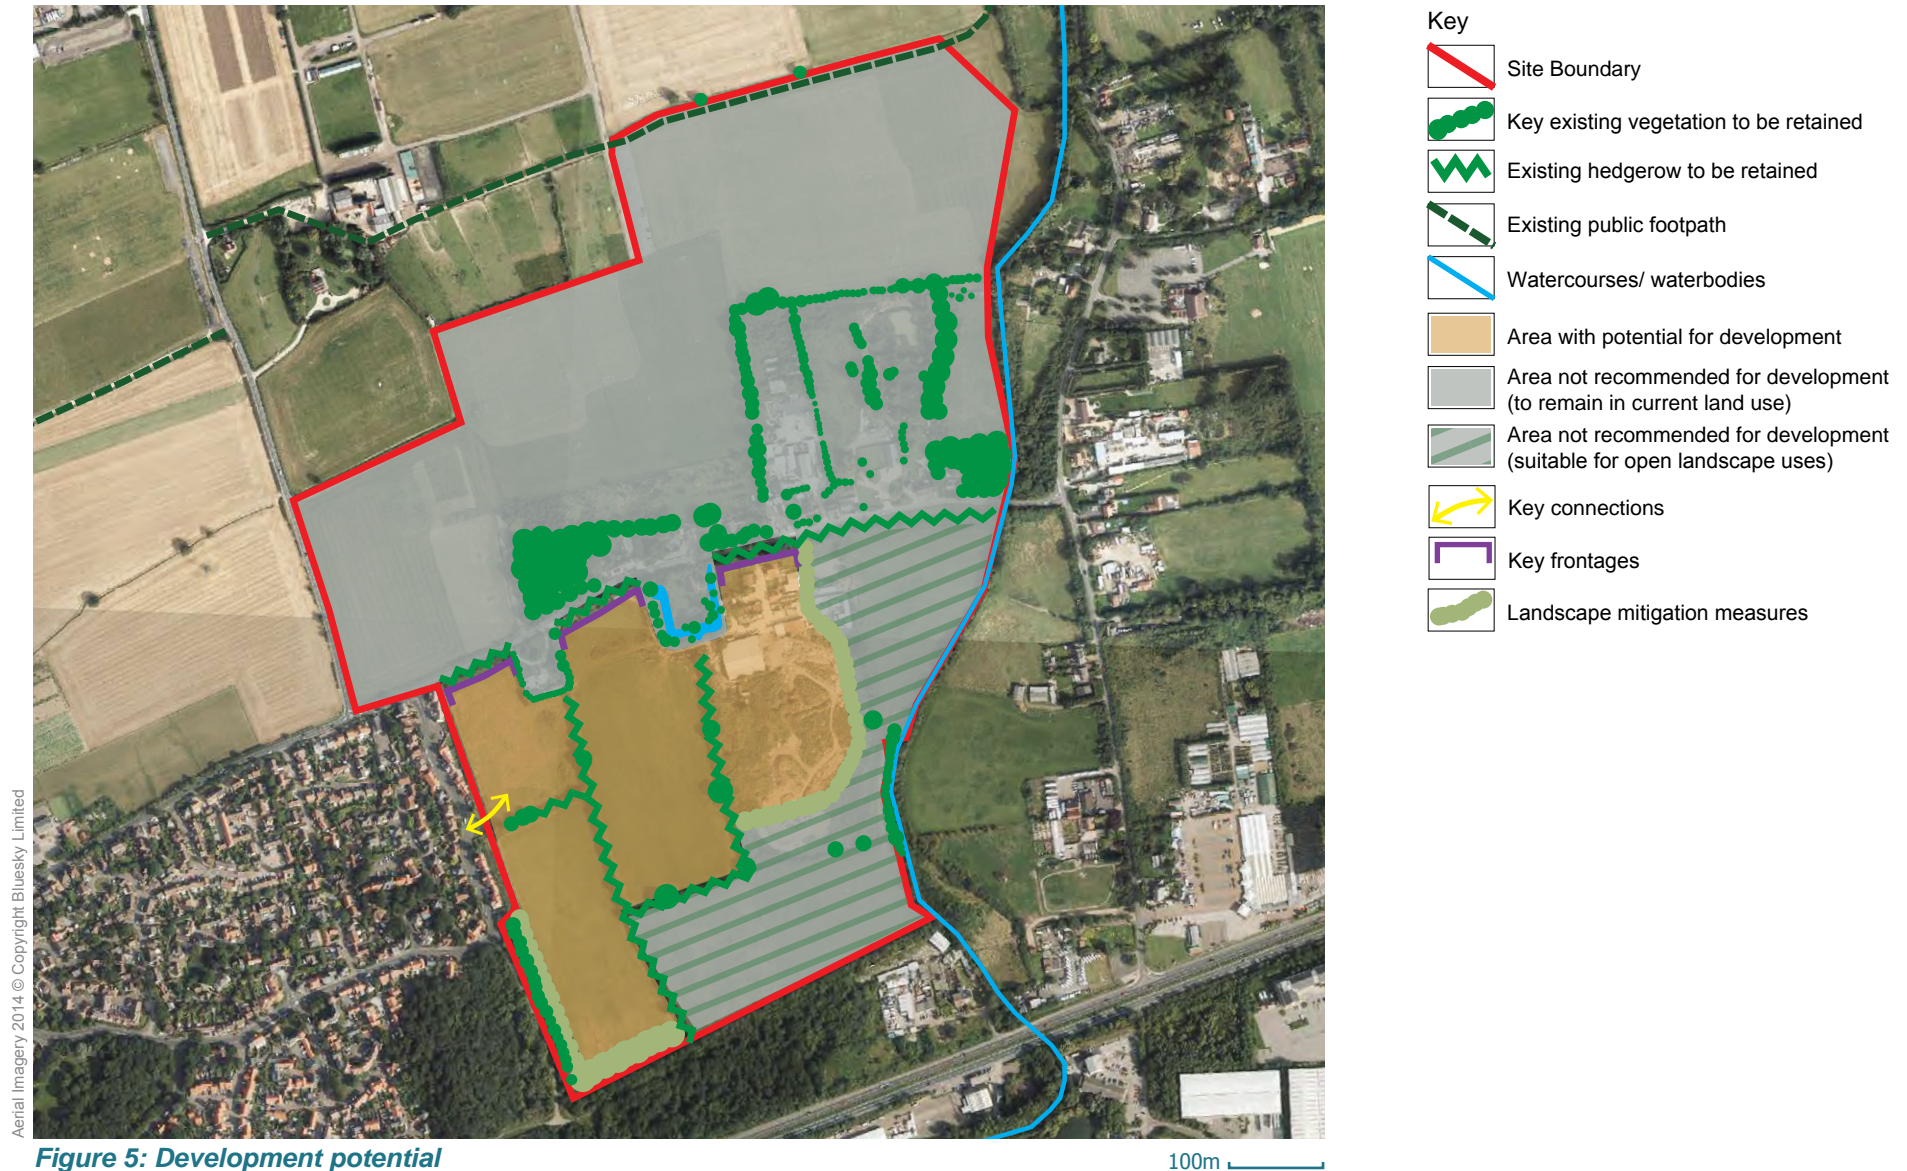 Key
Site Boundary
Key existing vegetation to be retained
Existing hedgerow to be retained
Existing public footpath
Watercourses/ waterbodies
Area with potential for development
Area not recommended for development
(to remain in current land use)
Area not recommended for development
(suitable for open landscape uses)
Key connections
Key frontages
Landscape mitigation measures
Aerial Imagery 2014 © Copyright Bluesky Limited
Figure 5: Development potential
100m